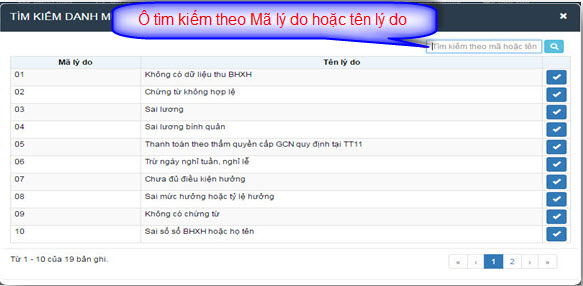 TÌM KIẾM DANH M
Ô tìm kiếm theo Mã lý do hoặc tên lý do
×
Tìm kiếm theo mã hoặc tên
Mã lý do Tên lý do
01 Không có dữ liệu thu BHXH
02 Chứng từ không hợp lệ
03 Sai lương
04 Sai lương bình quân
05 Thanh toán theo thẩm quyền cấp GCN quy định tại TT11
06 Trừ ngày nghỉ tuần, nghỉ lễ
07 Chưa đủ điều kiện hưởng
08 Sai mức hưởng hoặc tỷ lệ hưởng
09 Không có chứng từ
10 Sai số sổ BHXH hoặc họ tên
Từ 1 - 10 của 19 bản ghi.
« ‹ 1 2 › »